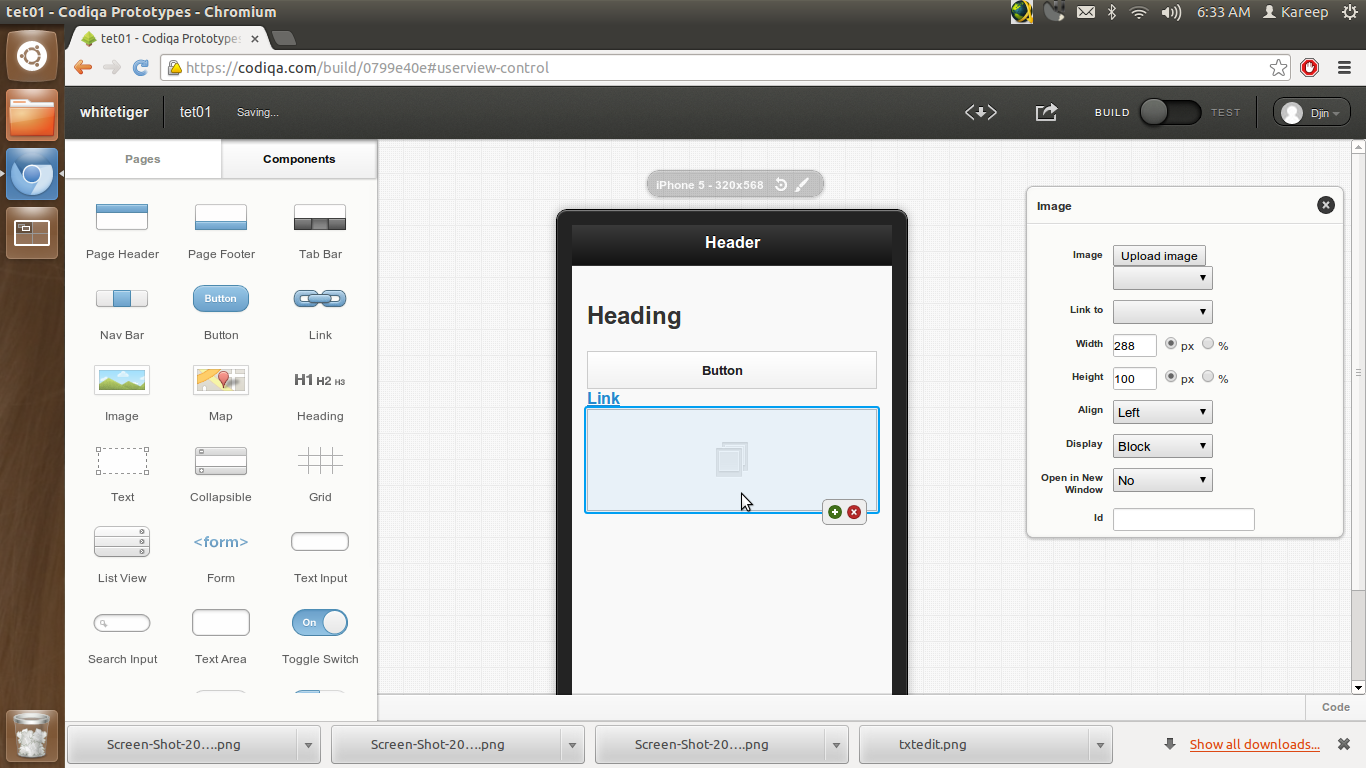 tet01 - Codiqa Prototypes - Chromium
6:33 AM Kareep
tet01 - Codiqa Prototypes
https://codiqa.com/build/0799e40e#userview-control
whitetiger tet01 Saving... BUILD TEST Djin
Pages Components
Page Header Page Footer Tab Bar
Button
Nav Bar Button Link
H1 H2 H3
Image Map Heading
Text Collapsible Grid
<form>
List View Form Text Input
On
Search Input Text Area Toggle Switch
iPhone 5 - 320x568
Header
Heading
Button
Link
Image
Image Upload image
Link to
Width 288 px %
Height 100 px %
Align Left
Display Block
Open in New Window No
Id
Code
Screen-Shot-20....png Screen-Shot-20....png Screen-Shot-20....png txtedit.png Show all downloads...